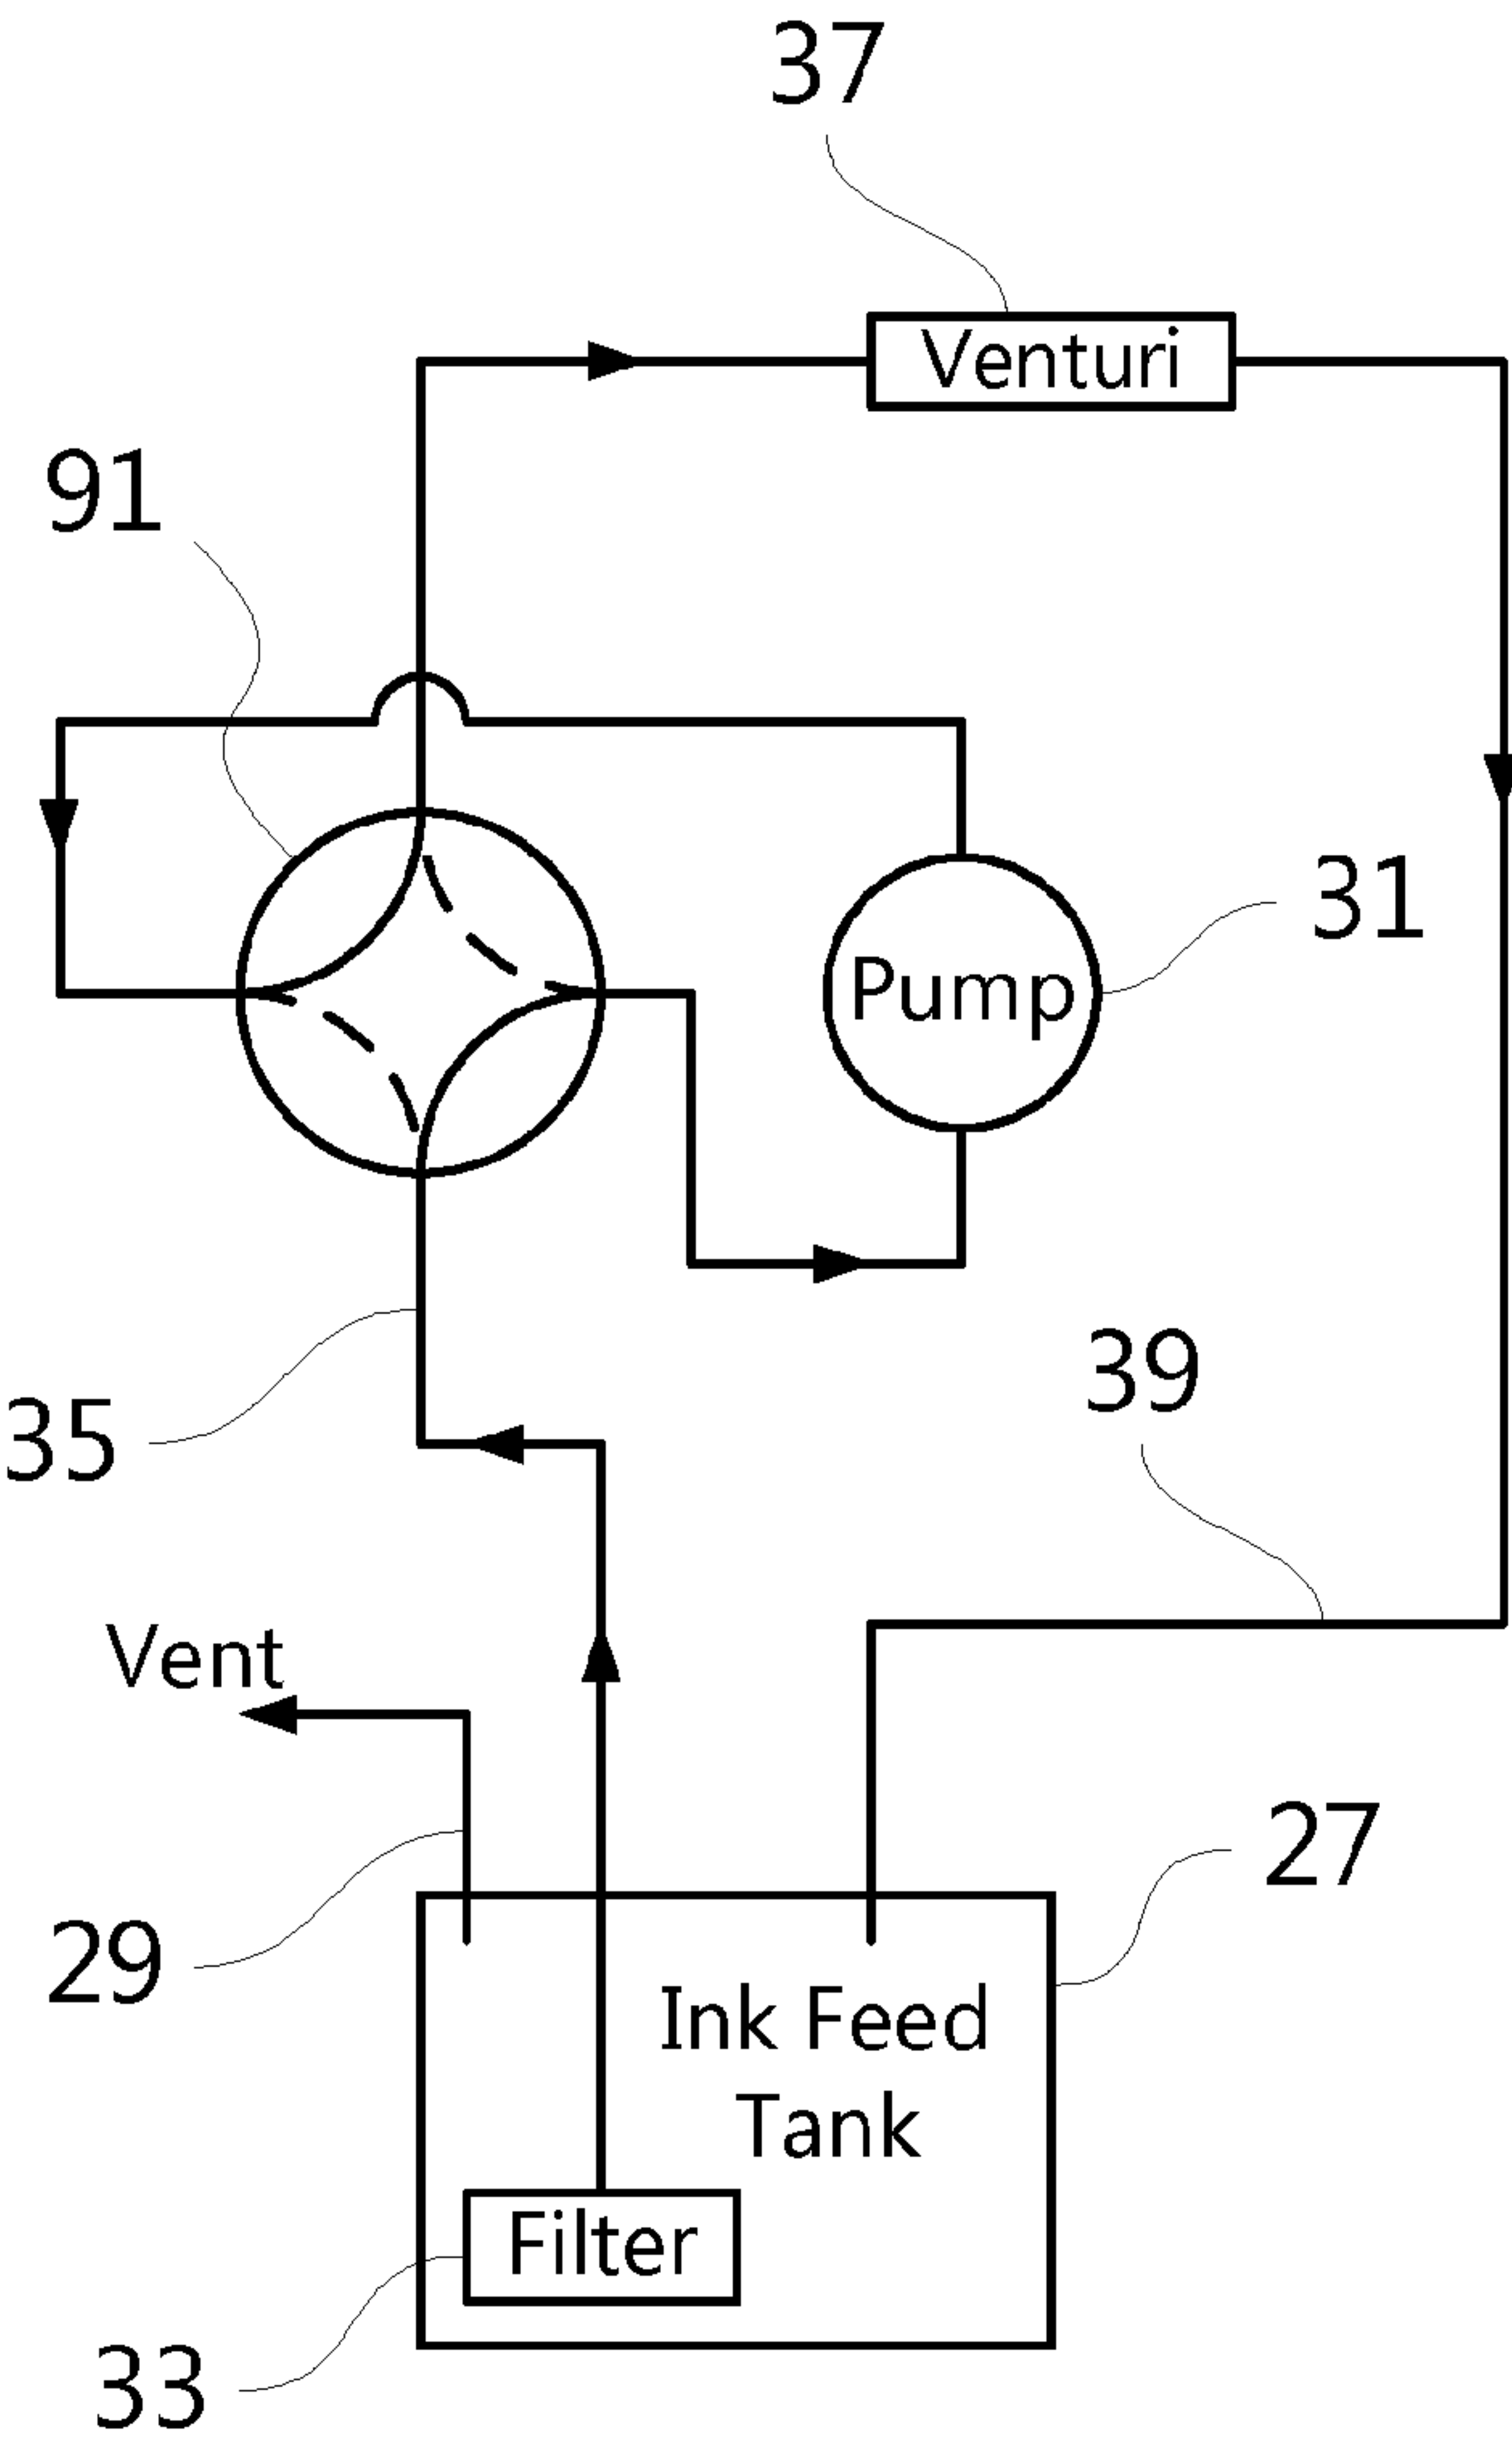 37
Venturi
91
31
Pump
39
35
Vent
27
29
Ink Feed
Tank
Filter
33